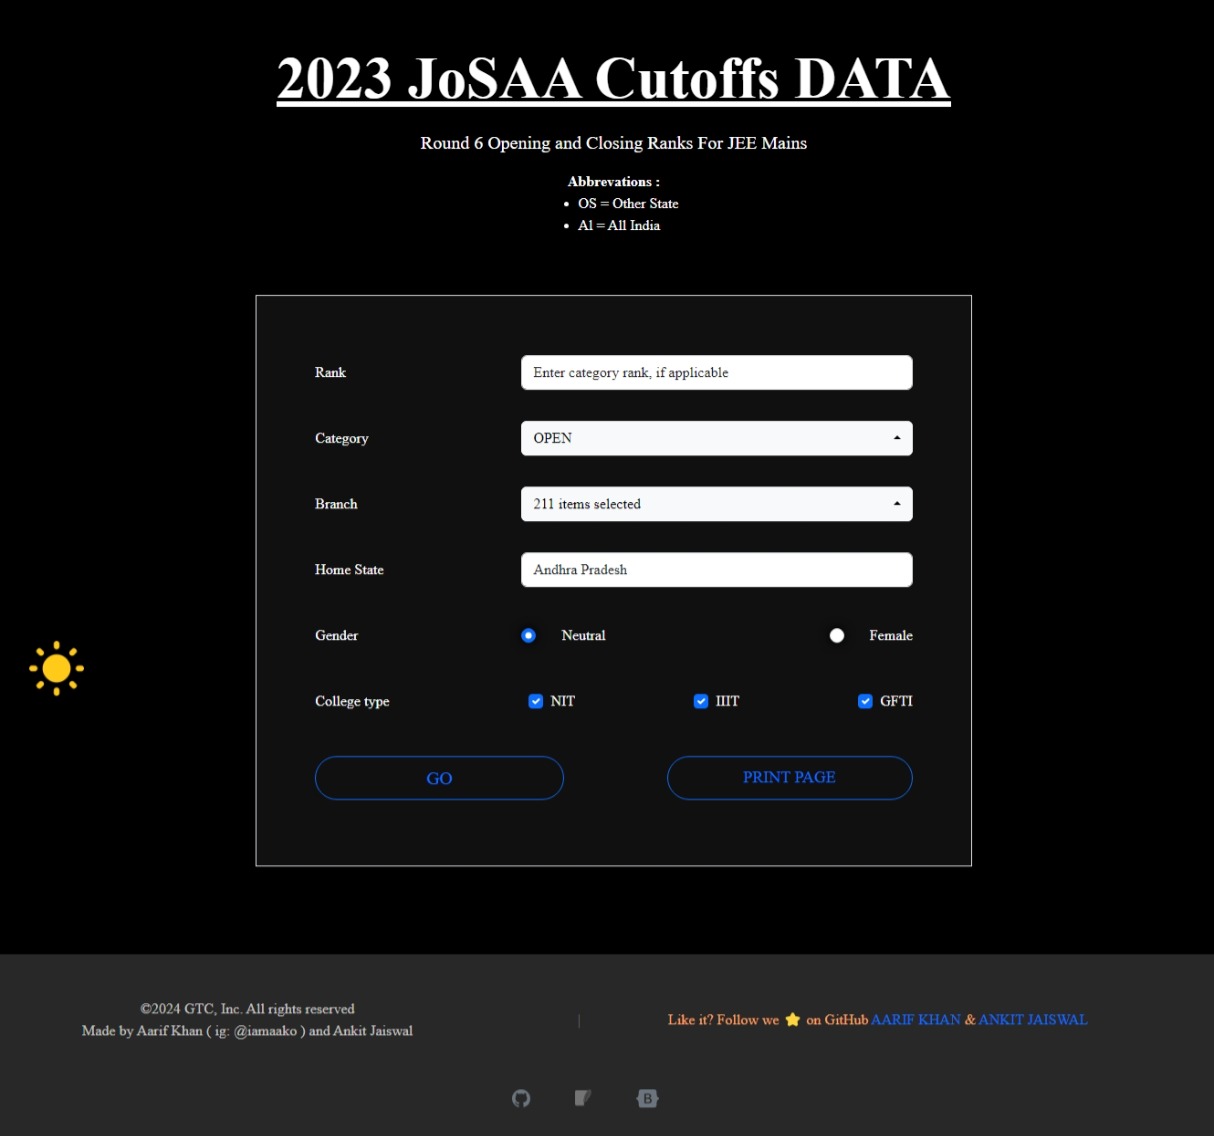 2023 JoSAA Cutoffs DATA
Round 6 Opening and Closing Ranks For JEE Mains
Abbrevations :
• OS = Other State
• AI = All India
Rank
Enter category rank, if applicable
Category
OPEN
Branch
211 items selected
Home State
Andhra Pradesh
Gender
Neutral
Female
College type
NIT
IIIT
GFTI
GO
PRINT PAGE
©2024 GTC, Inc. All rights reserved
Made by Aarif Khan ( ig: @iamaako ) and Ankit Jaiswal
|
Like it? Follow we ⭐ on GitHub AARIF KHAN & ANKIT JAISWAL
B